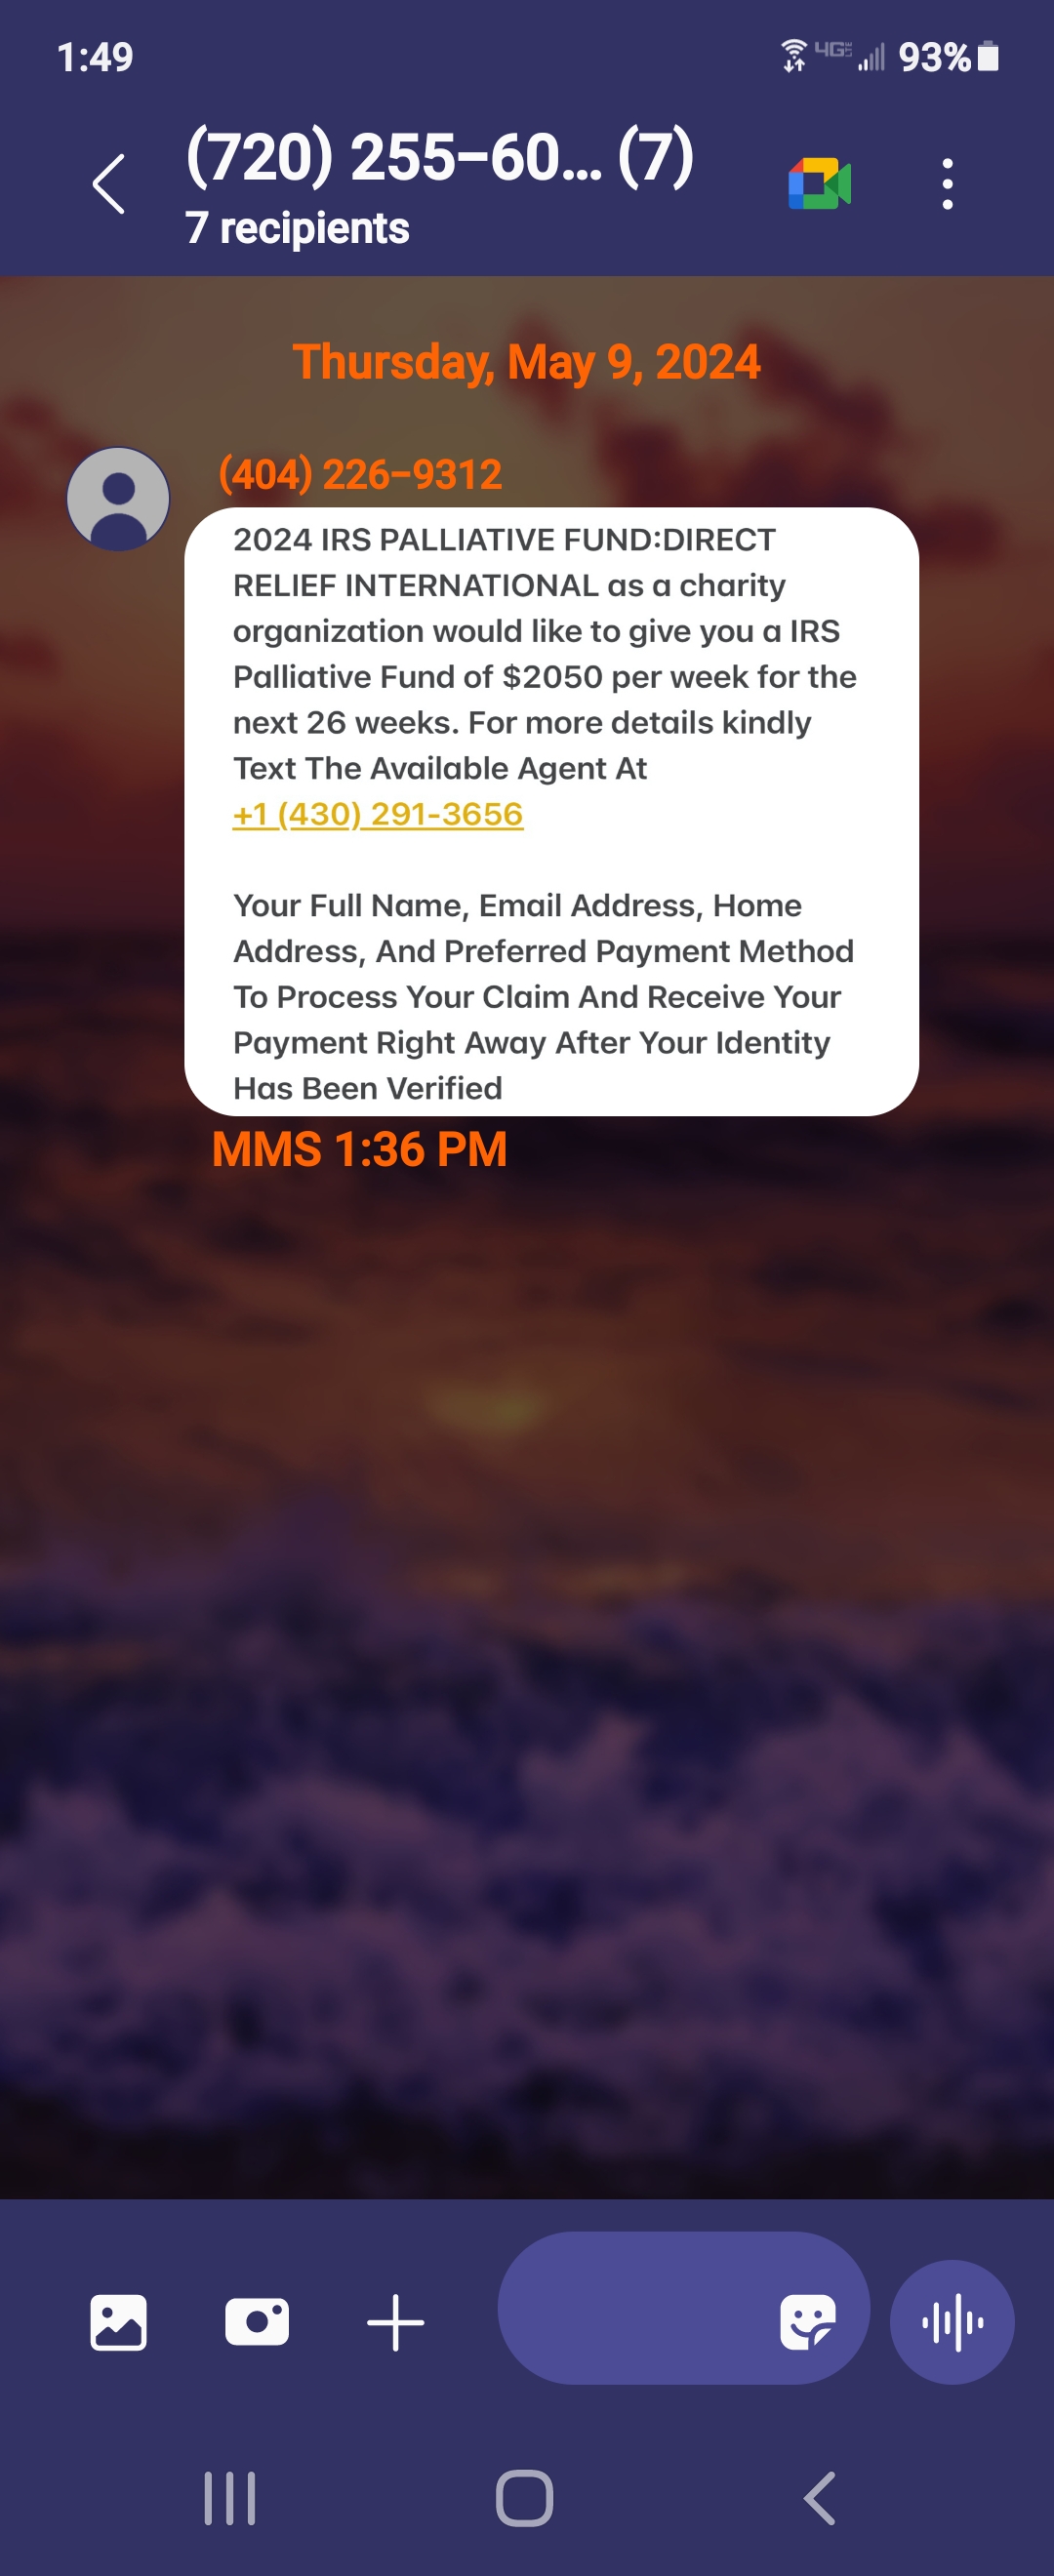 1:49 4G LTE 93%
(720) 255-60... (7)
7 recipients
Thursday, May 9, 2024
(404) 226-9312
2024 IRS PALLIATIVE FUND:DIRECT
RELIEF INTERNATIONAL as a charity
organization would like to give you a IRS
Palliative Fund of $2050 per week for the
next 26 weeks. For more details kindly
Text The Available Agent At
+1 (430) 291-3656
Your Full Name, Email Address, Home
Address, And Preferred Payment Method
To Process Your Claim And Receive Your
Payment Right Away After Your Identity
Has Been Verified
MMS 1:36 PM